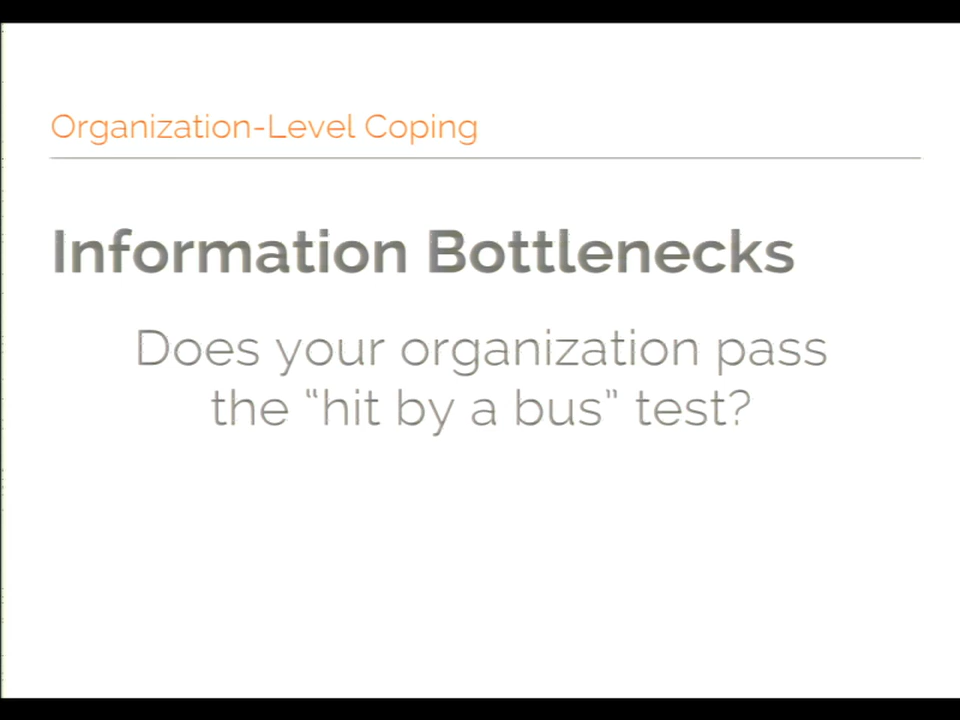 Organization-Level Coping
Information Bottlenecks
Does your organization pass
the “hit by a bus” test?